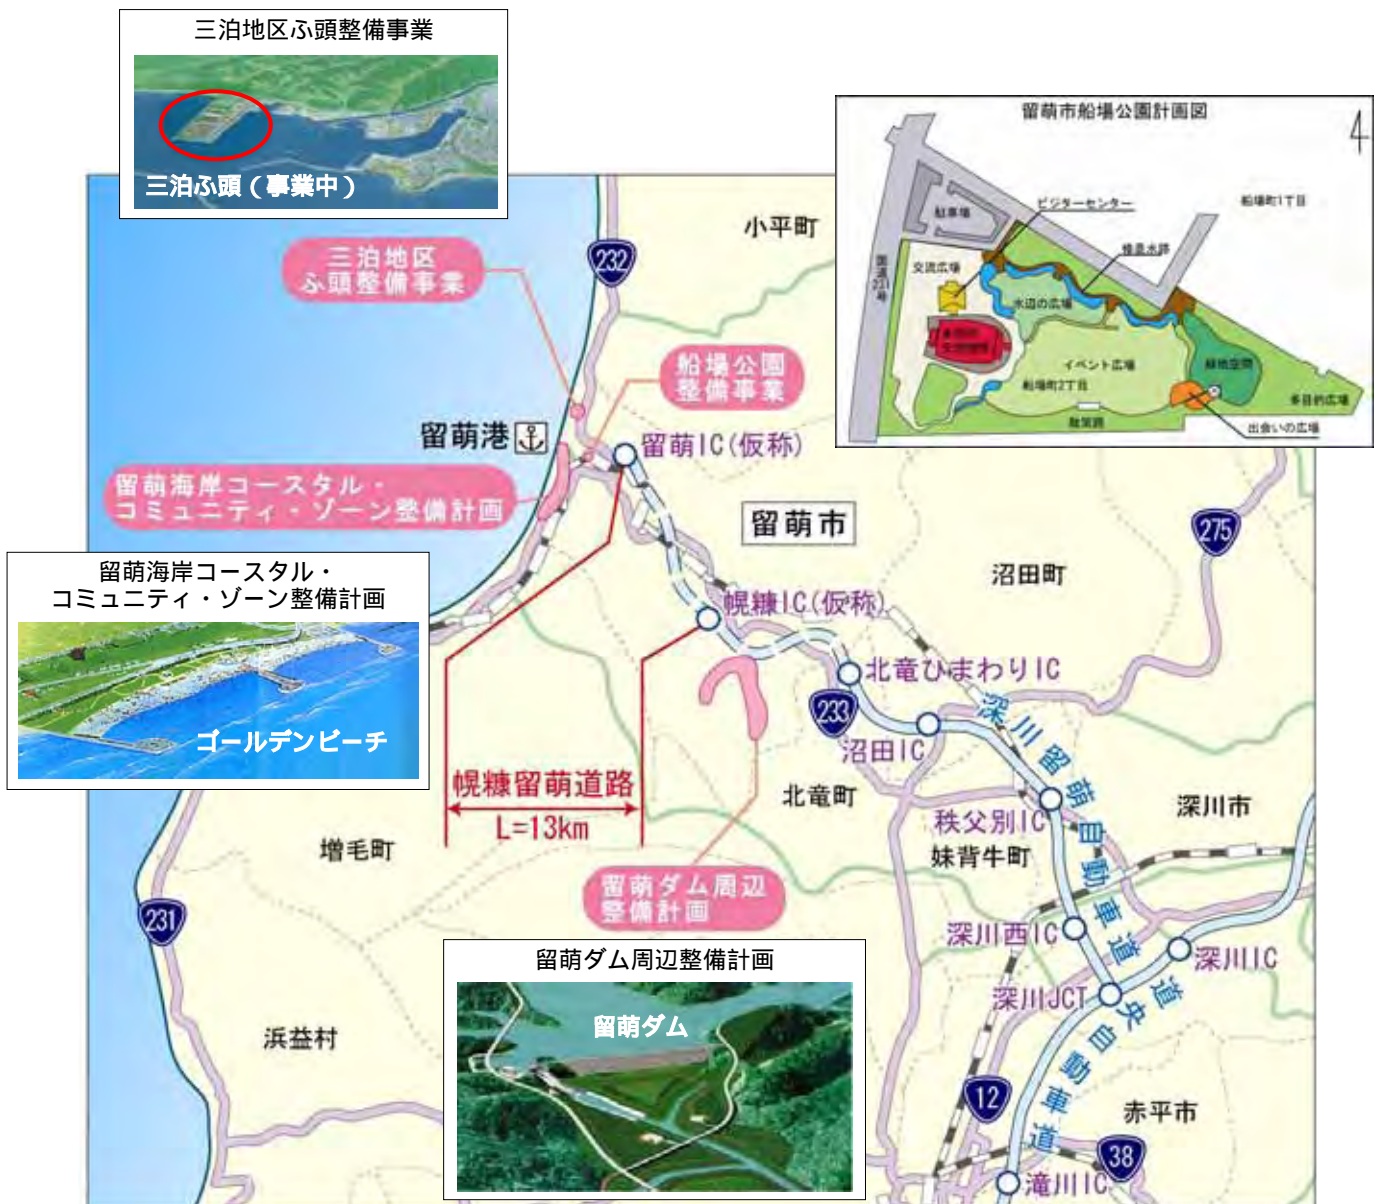 三泊地区ふ頭整備事業
三泊ふ頭（事業中）
留萌市船場公園計画図
4
ビジターセンター
船場町1丁目
駐車場
修景水路
国道231号
交流広場
水辺の広場
イベント広場
緑地空間
船場町2丁目
多目的広場
散策路
出会いの広場
小平町
232
三泊地区
ふ頭整備事業
船場公園
整備事業
留萌港
留萌IC(仮称)
留萌海岸コースタル・
コミュニティ・ゾーン整備計画
留萌市
275
沼田町
留萌海岸コースタル・
コミュニティ・ゾーン整備計画
ゴールデンビーチ
幌糠IC(仮称)
北竜ひまわりIC
233
沼田IC
深川留萌自動車道
幌糠留萌道路
L=13km
北竜町
秩父別IC
深川市
妹背牛町
増毛町
留萌ダム周辺
整備計画
231
深川西IC
深川IC
深川JCT
道央自動車道
留萌ダム周辺整備計画
留萌ダム
浜益村
12
赤平市
38
滝川IC